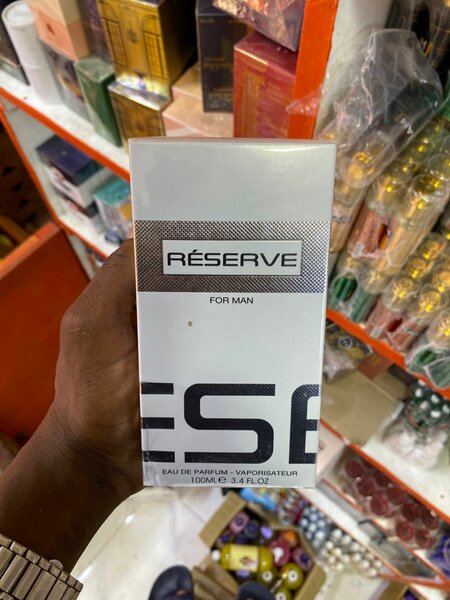 RÉSERVE
FOR MAN
ESE
EAU DE PARFUM - VAPORISATEUR
100ML℮ 3.4 FL.OZ